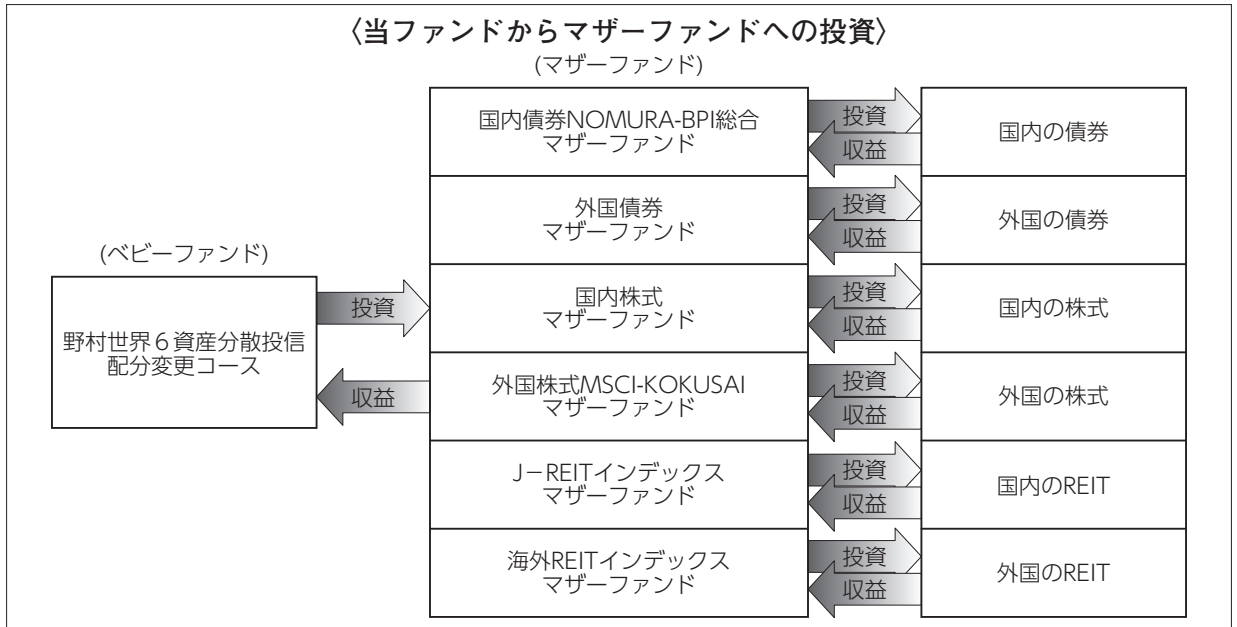 〈当ファンドからマザーファンドへの投資〉
(マザーファンド)
(ベビーファンド)
野村世界６資産分散投信
配分変更コース
投資
収益
国内債券NOMURA-BPI総合
マザーファンド
投資
収益
国内の債券
外国債券
マザーファンド
投資
収益
外国の債券
国内株式
マザーファンド
投資
収益
国内の株式
外国株式MSCI-KOKUSAI
マザーファンド
投資
収益
外国の株式
J－REITインデックス
マザーファンド
投資
収益
国内のREIT
海外REITインデックス
マザーファンド
投資
収益
外国のREIT